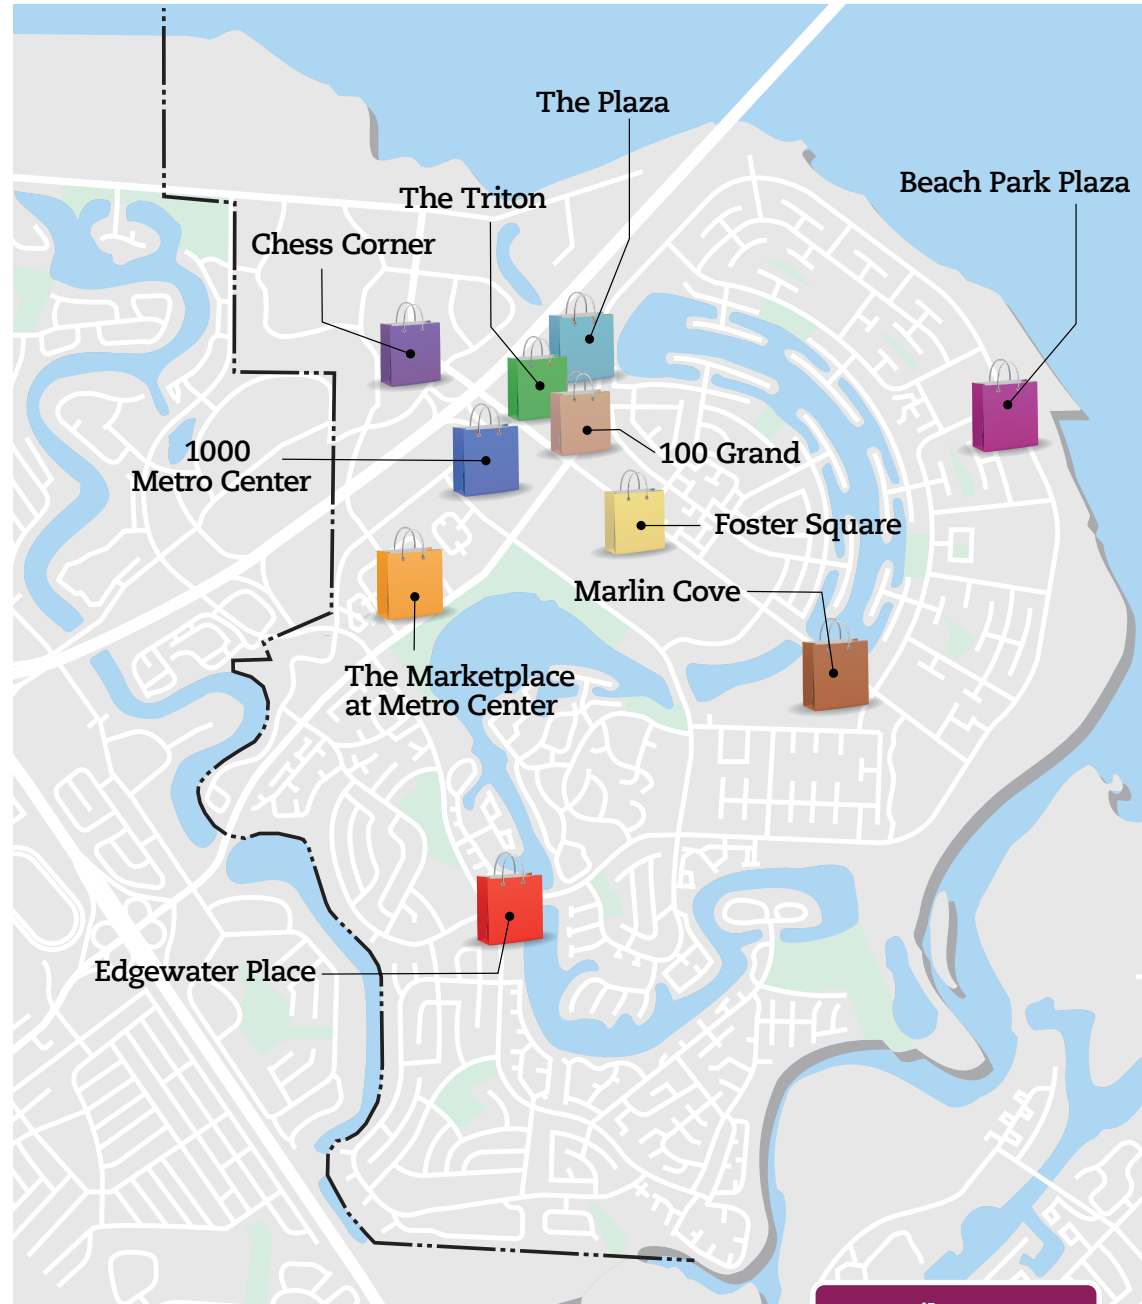 The Plaza
Beach Park Plaza
The Triton
Chess Corner
1000
Metro Center
100 Grand
Foster Square
Marlin Cove
The Marketplace
at Metro Center
Edgewater Place